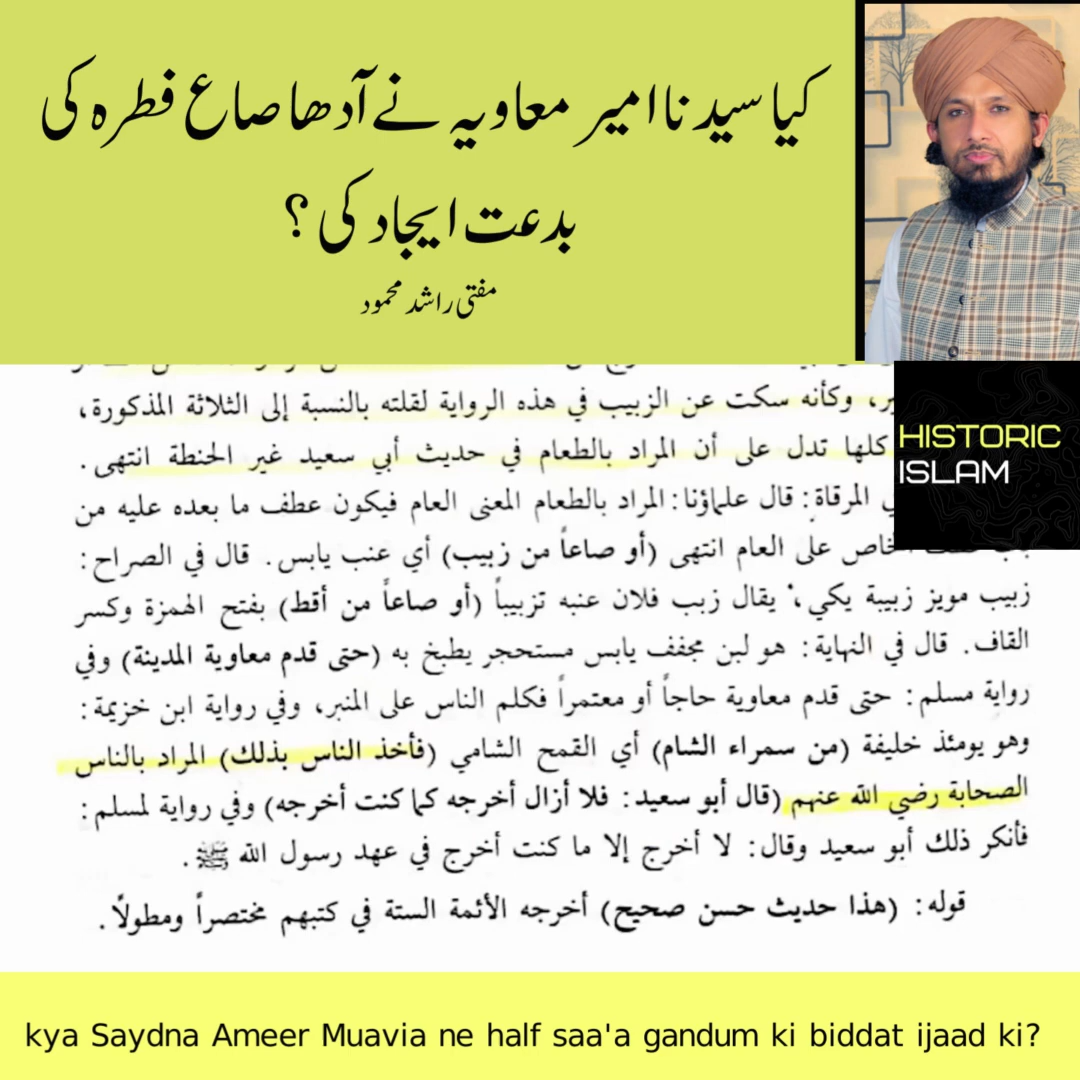 کیا سیدنا امیر معاویہ نے آدھا صاع فطرہ کی
بدعت ایجاد کی ؟
مفتی راشد محمود
وكأنه سكت عن الزبيب في هذه الرواية لقلته بالنسبة إلى الثلاثة المذكورة،
HISTORIC
ISLAM
كلها تدل على أن المراد بالطعام في حديث أبي سعيد غير الحنطة انتهى.
المرقاة: قال علماؤنا: المراد بالطعام المعنى العام فيكون عطف ما بعده عليه من
على العام انتهى (أو صاعاً من زبيب) أي عنب يابس. قال في الصراح:
زبيب مويز زبيبة يكي، يقال زبب فلان عنبه تزبيباً (أو صاعاً من أقط) بفتح الهمزة وكسر
القاف. قال في النهاية: هو لبن مجفف يابس مستحجر يطبخ به (حتى قدم معاوية المدينة) وفي
رواية مسلم: حتى قدم معاوية حاجاً أو معتمراً فكلم الناس على المنبر، وفي رواية ابن خزيمة:
وهو يومئذ خليفة (من سمراء الشام) أي القمح الشامي (فأخذ الناس بذلك) المراد بالناس
الصحابة رضي الله عنهم (قال أبو سعيد: فلا أزال أخرجه كما كنت أخرجه) وفي رواية لمسلم:
فأنكر ذلك أبو سعيد وقال: لا أخرج إلا ما كنت أخرج في عهد رسول الله ﷺ.
قوله: (هذا حديث حسن صحيح) أخرجه الأئمة الستة في كتبهم مختصراً ومطولاً.
kya Saydna Ameer Muavia ne half saa'a gandum ki biddat ijaad ki?